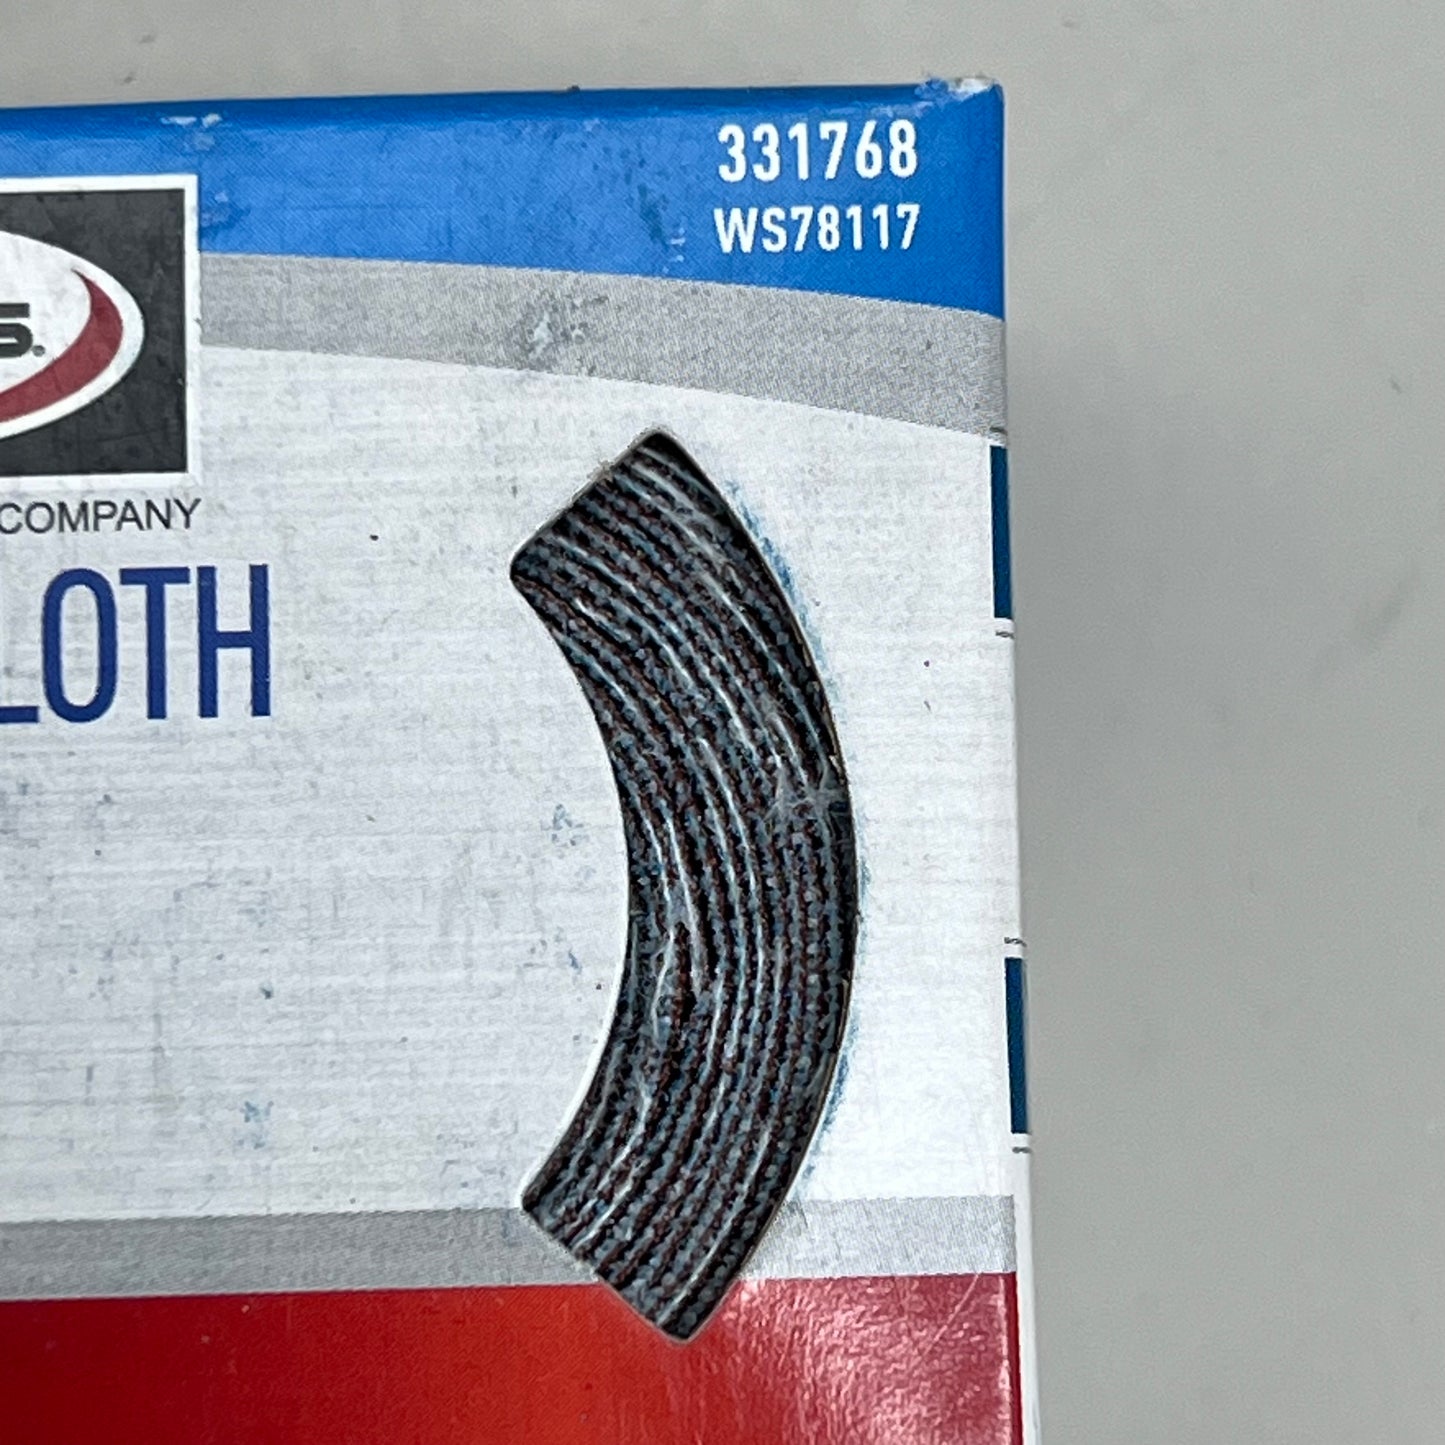 331768
WS78117
S.
COMPANY
LOTH